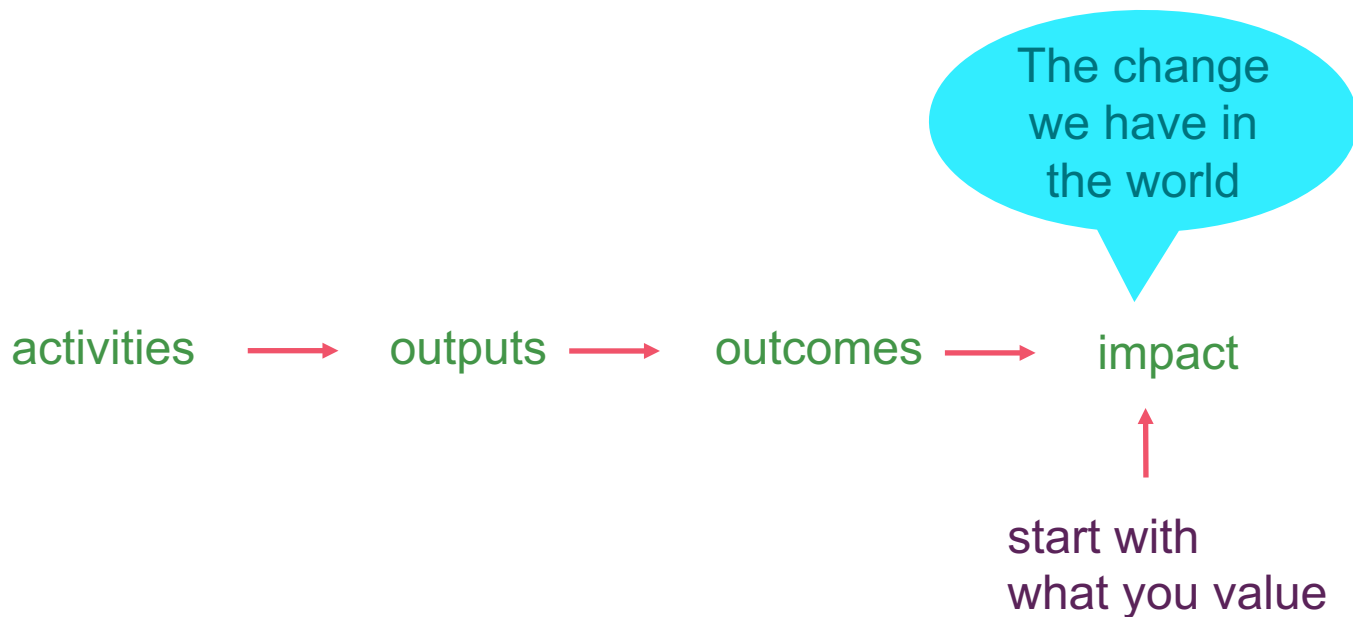 The change
we have in
the world
activities outputs outcomes impact
start with
what you value